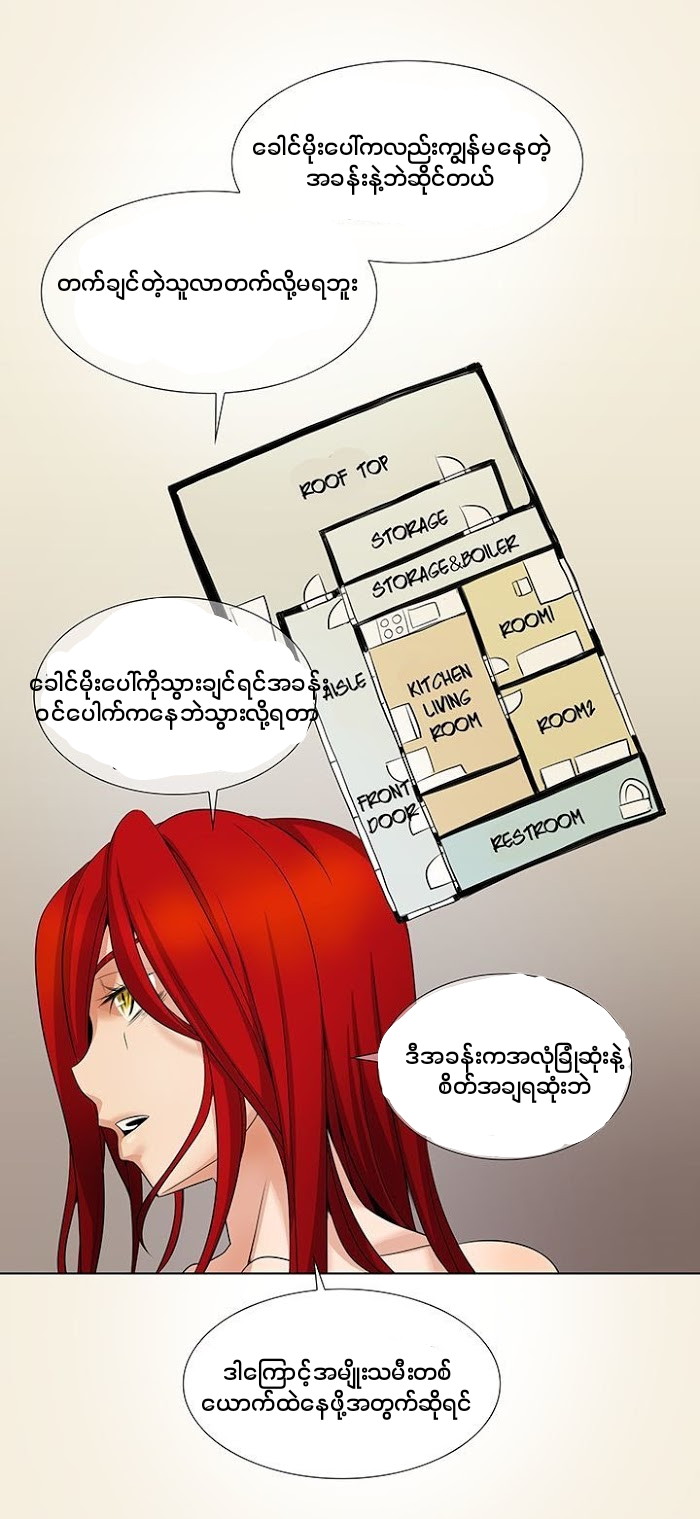 ခေါင်မိုးပေါ်ကလည်းကျွန်မနေတဲ့
အခန်းနဲ့ဘဲဆိုင်တယ်
တက်ချင်တဲ့သူလာတက်လို့မရဘူး
ROOF TOP
STORAGE
STORAGE&BOILER
ROOM1
KITCHEN
LIVING
ROOM
ROOM2
AISLE
FRONT
DOOR
RESTROOM
ခေါင်မိုးပေါ်ကိုသွားချင်ရင်အခန်း
ဝင်ပေါက်ကနေဘဲသွားလို့ရတာ
ဒီအခန်းကအလုံခြုံဆုံးနဲ့
စိတ်အချရဆုံးဘဲ
ဒါကြောင့်အမျိုးသမီးတစ်
ယောက်ထဲနေဖို့အတွက်ဆိုရင်